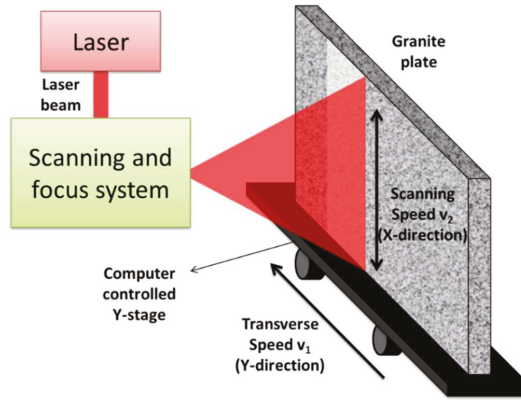 Laser
Laser
beam
Scanning and
focus system
Granite
plate
Scanning
Speed v₂
(X-direction)
Computer
controlled
Y-stage
Transverse
Speed v₁
(Y-direction)